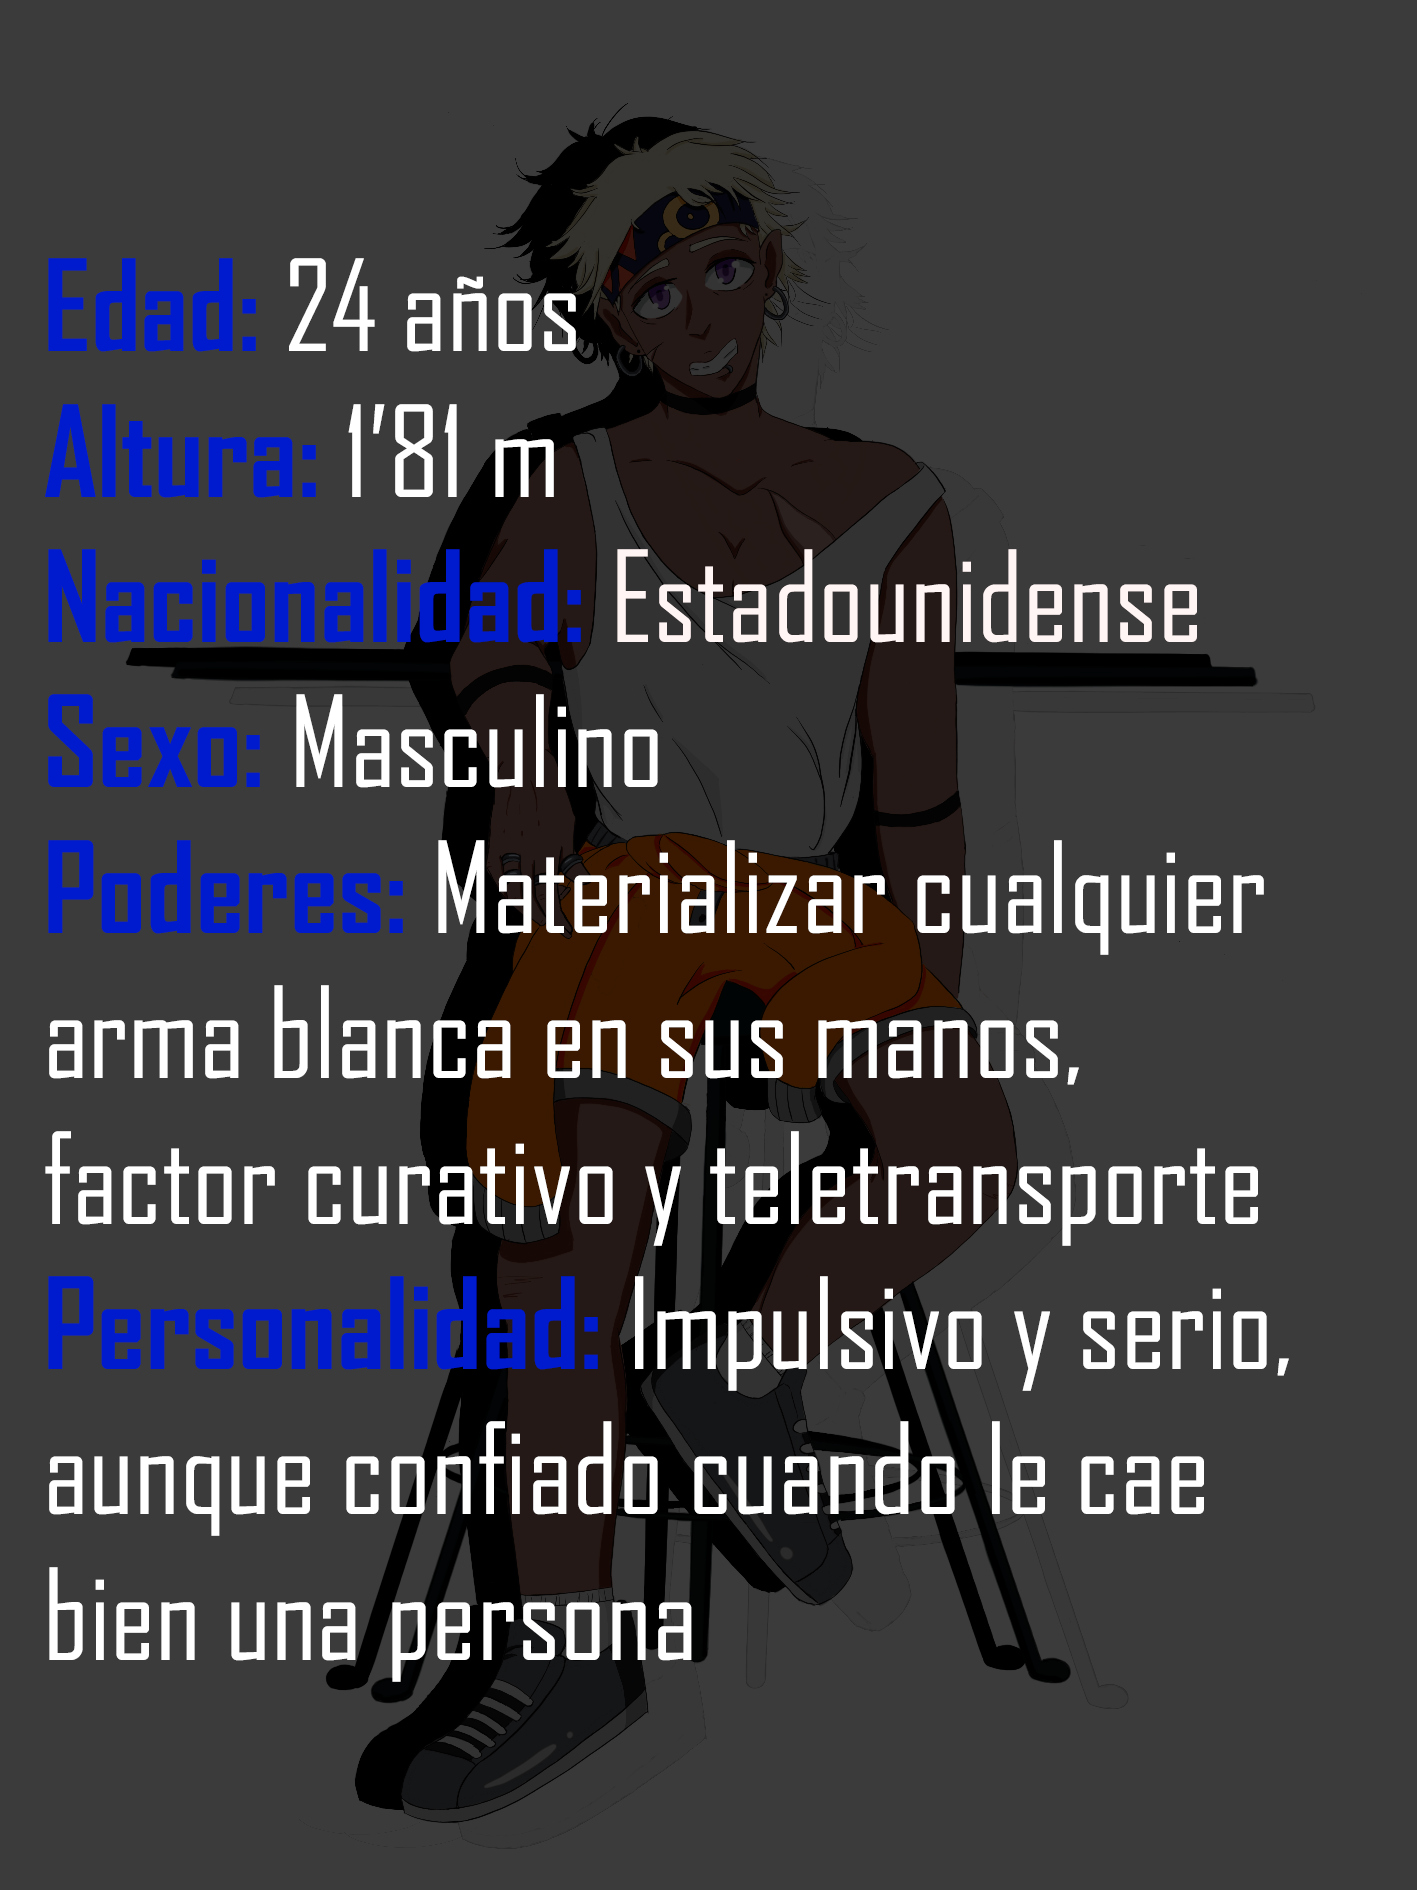 Edad: 24 años
Altura: 1'81 m
Nacionalidad: Estadounidense
Sexo: Masculino
Poderes: Materializar cualquier
arma blanca en sus manos,
factor curativo y teletransporte
Personalidad: Impulsivo y serio,
aunque confiado cuando le cae
bien una persona